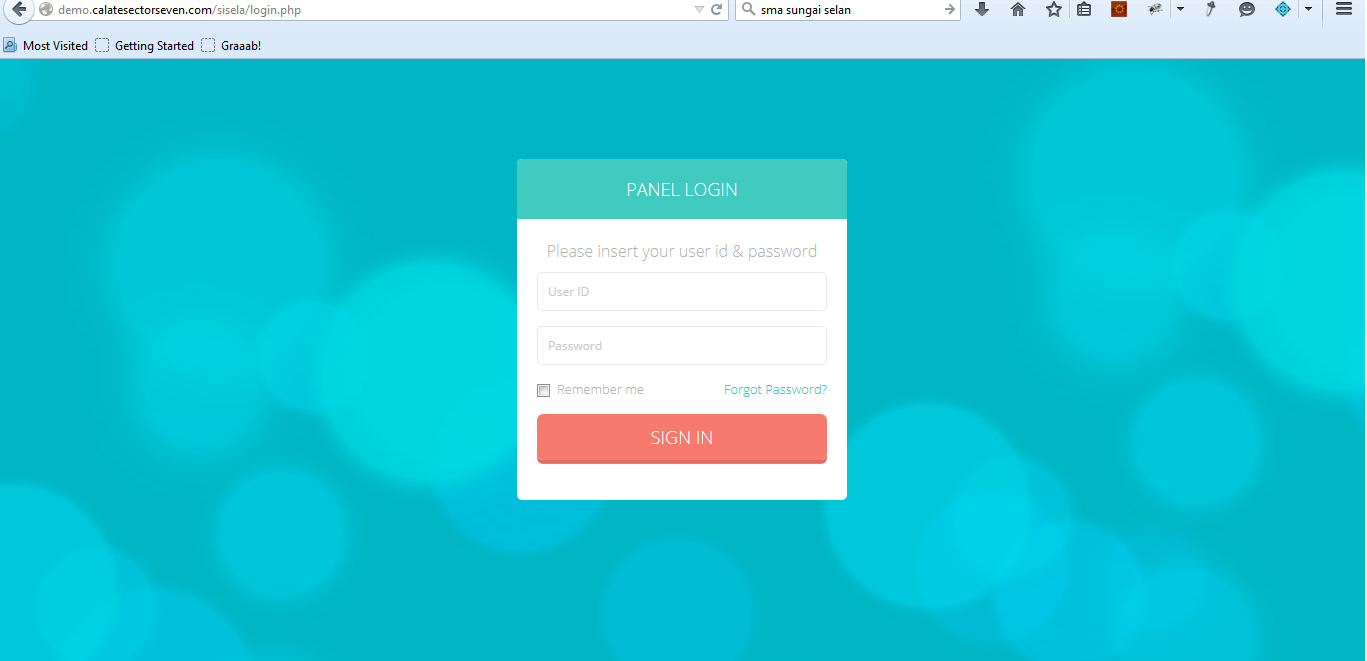 demo.calatesectorseven.com/sisela/login.php
sma sungai selan
Most Visited Getting Started Graaab!
PANEL LOGIN
Please insert your user id & password
User ID
Password
Remember me Forgot Password?
SIGN IN